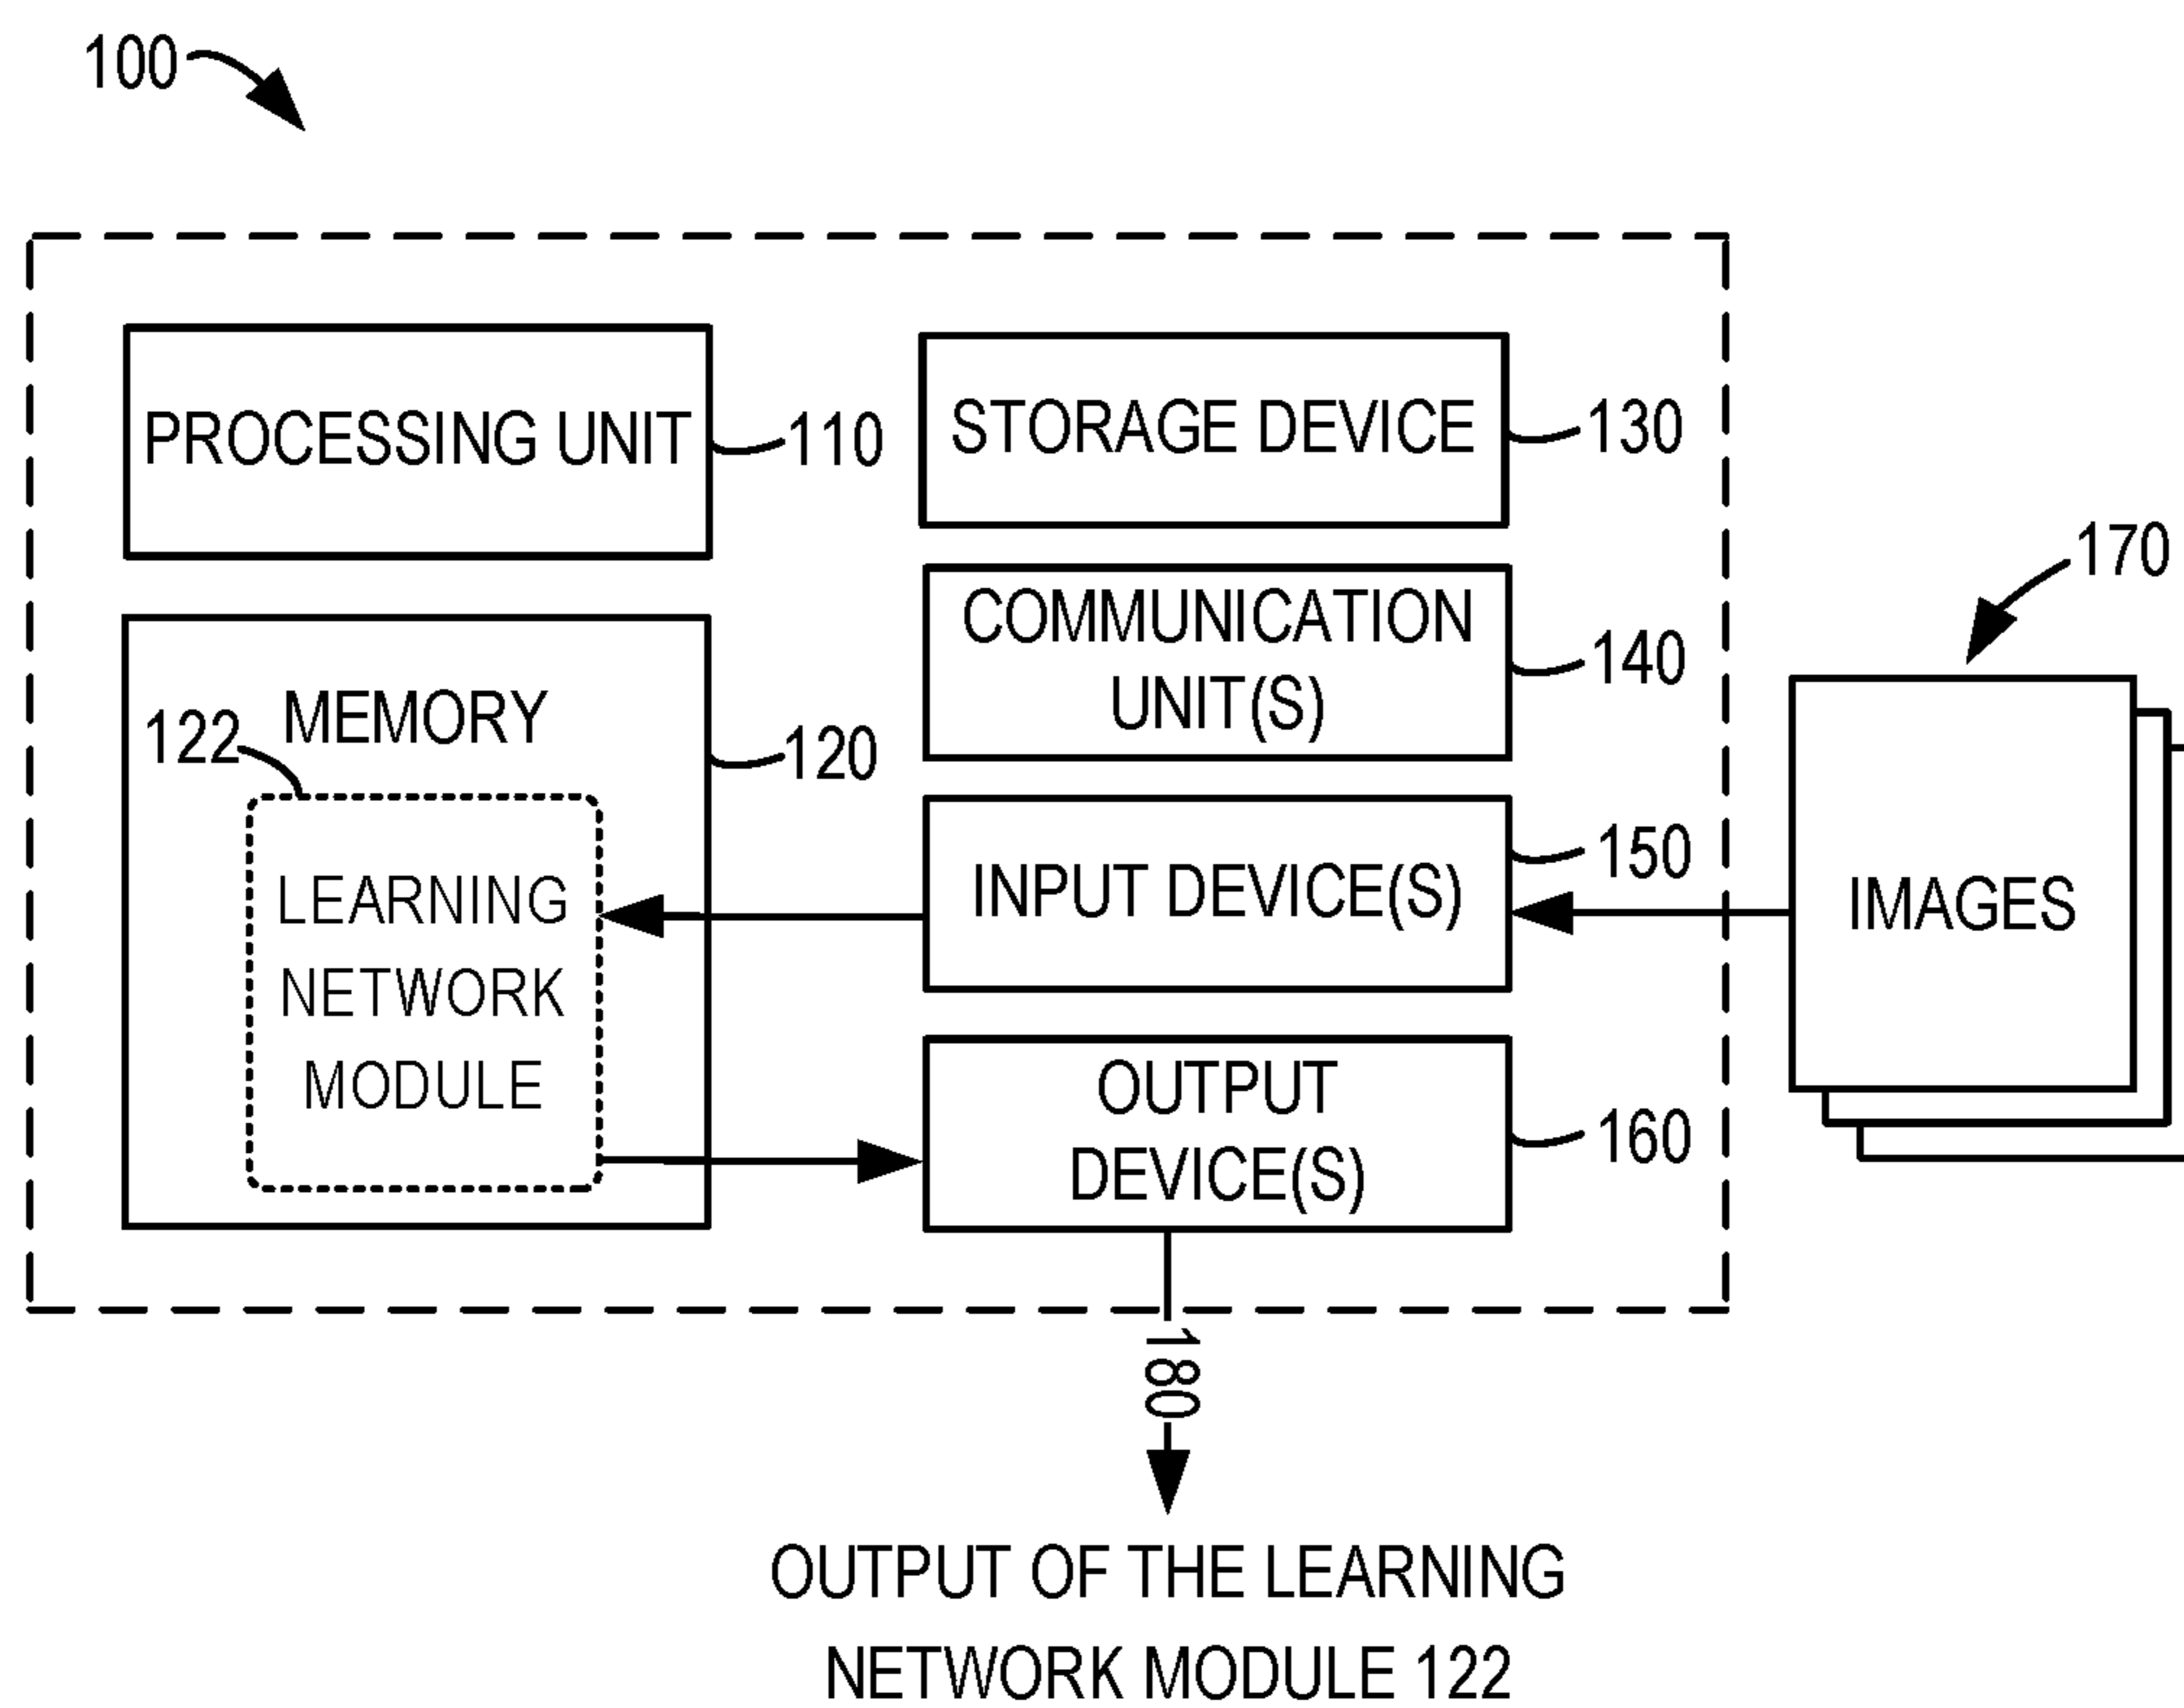 100
PROCESSING UNIT
110
STORAGE DEVICE
130
COMMUNICATION
UNIT(S)
140
170
MEMORY
122
120
LEARNING
NETWORK
MODULE
INPUT DEVICE(S)
150
IMAGES
OUTPUT
DEVICE(S)
160
180
OUTPUT OF THE LEARNING
NETWORK MODULE 122